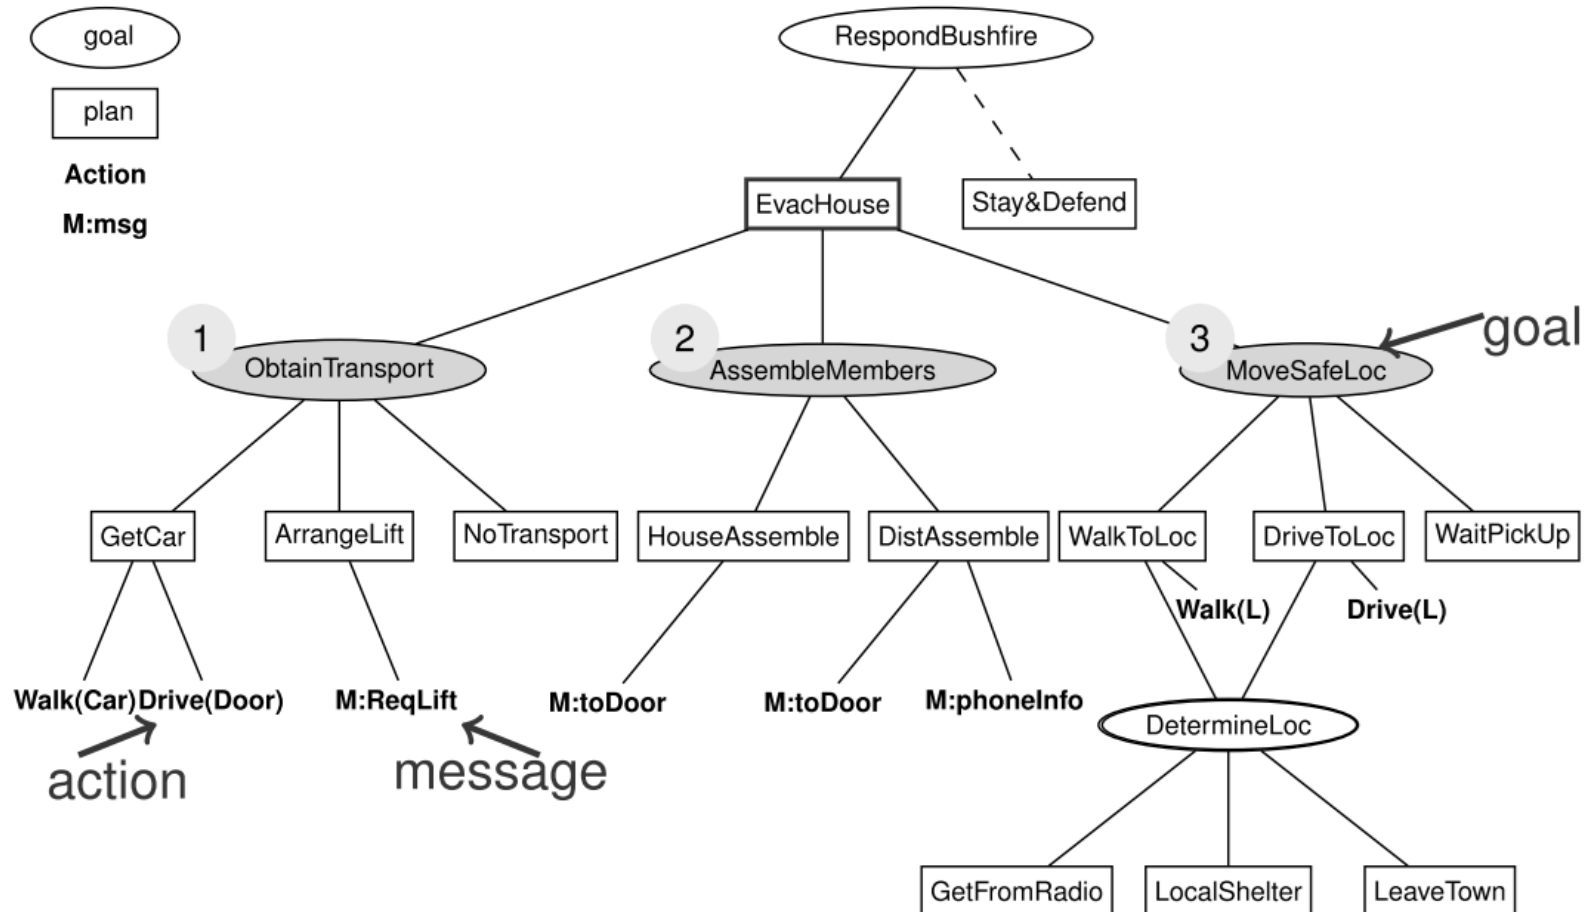 goal
RespondBushfire
plan
Action
M:msg
EvacHouse
Stay&Defend
1
2
3
goal
ObtainTransport
AssembleMembers
MoveSafeLoc
GetCar
ArrangeLift
NoTransport
HouseAssemble
DistAssemble
WalkToLoc
DriveToLoc
WaitPickUp
Walk(L)
Drive(L)
Walk(Car)
Drive(Door)
M:ReqLift
M:toDoor
M:toDoor
M:phoneInfo
DetermineLoc
action
message
GetFromRadio
LocalShelter
LeaveTown